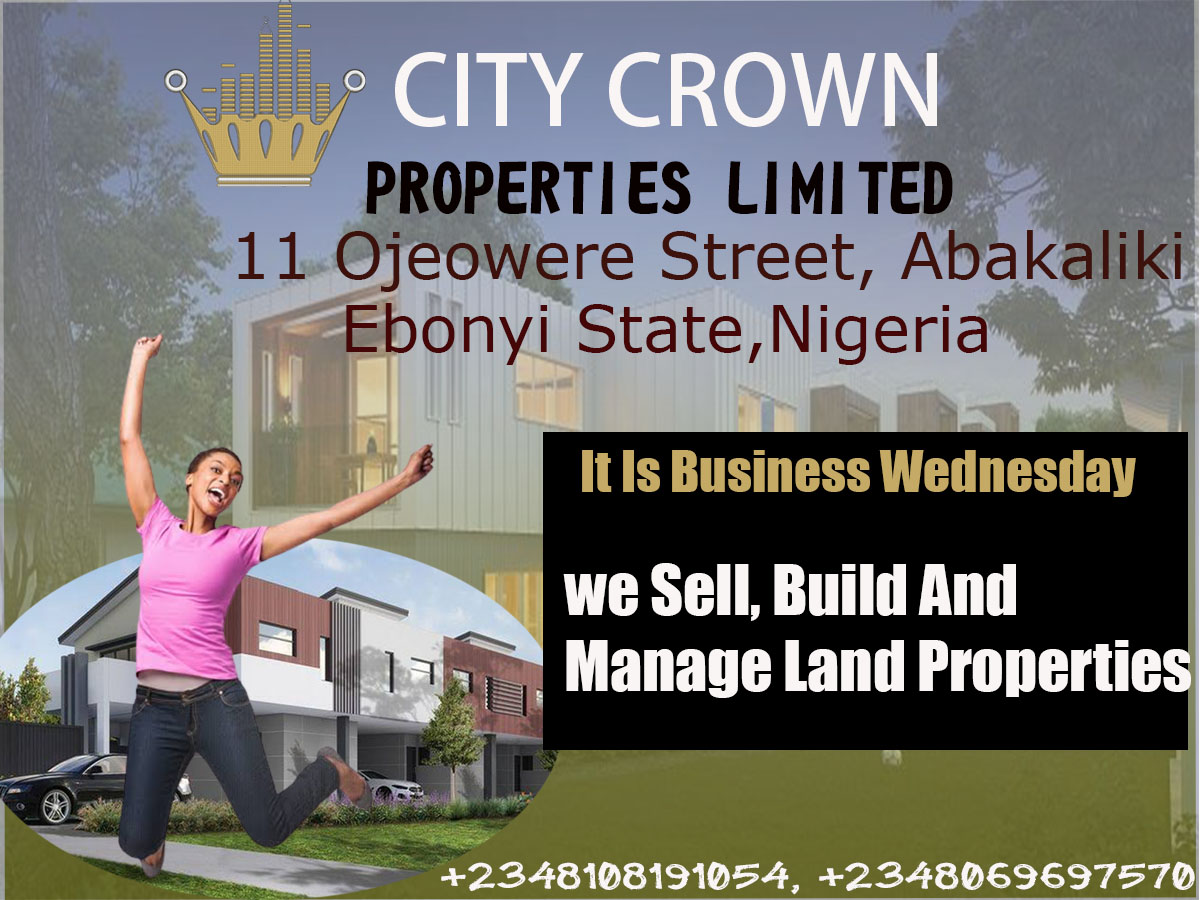 CITY CROWN
PROPERTIES LIMITED
11 Ojeowere Street, Abakaliki
Ebonyi State,Nigeria
It Is Business Wednesday
we Sell, Build And
Manage Land Properties
+2348108191054, +2348069697570